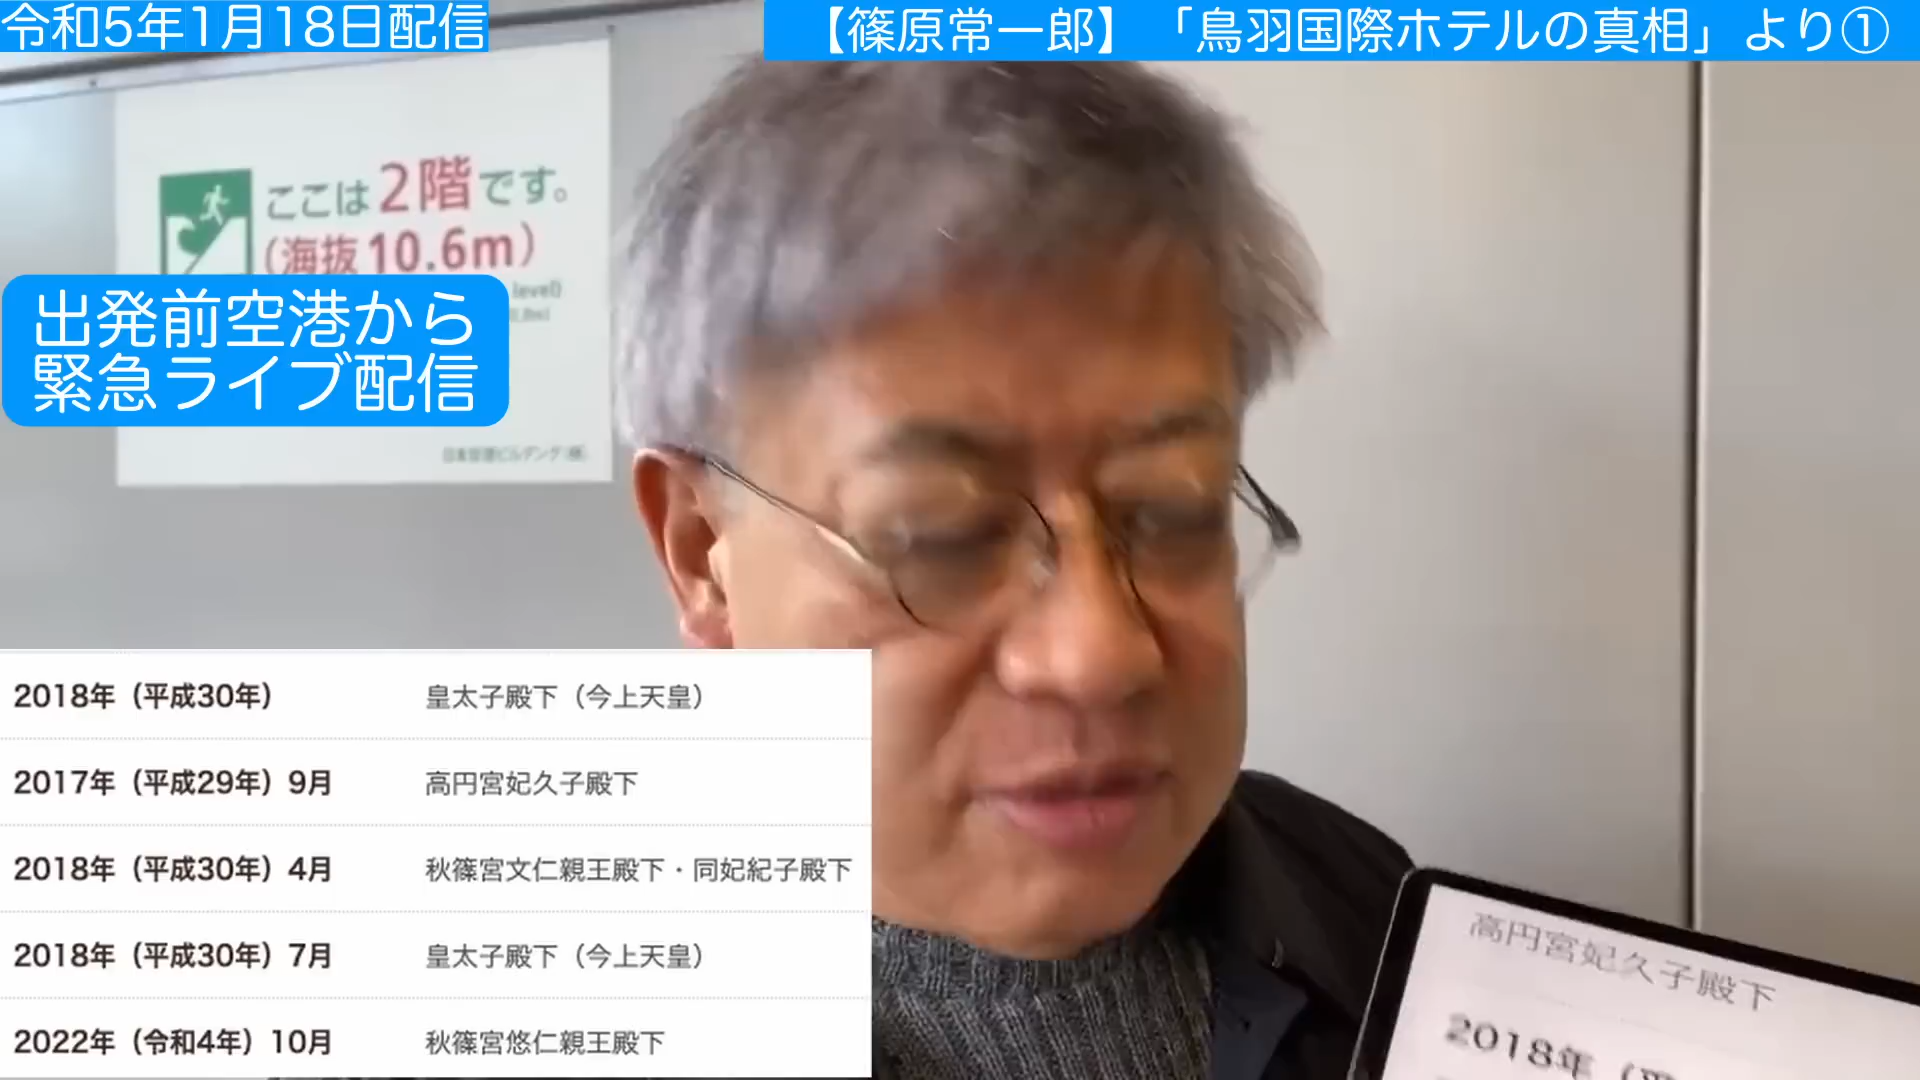 令和5年1月18日配信
【篠原常一郎】「鳥羽国際ホテルの真相」より①
ここは2階です。
(海抜10.6m)
level)
出発前空港から
緊急ライブ配信
2018年（平成30年） 皇太子殿下（今上天皇）
2017年（平成29年）9月 高円宮妃久子殿下
2018年（平成30年）4月 秋篠宮文仁親王殿下・同妃紀子殿下
2018年（平成30年）7月 皇太子殿下（今上天皇）
2022年（令和4年）10月 秋篠宮悠仁親王殿下
高円宮妃久子殿下
2018年（平